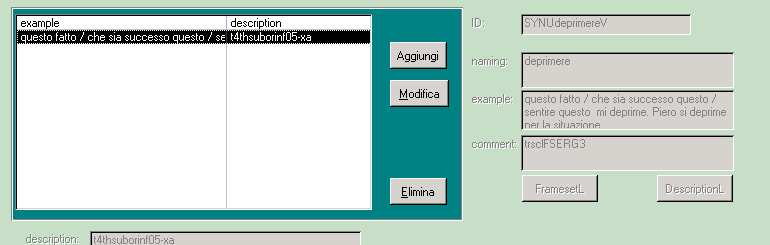 example description
questo fatto / che sia successo questo / se t4thsuborinf05-xa
Aggiungi
Modifica
Elimina
ID: SYNUdeprimereV
naming: deprimere
example: questo fatto / che sia successo questo /
sentire questo mi deprime. Piero si deprime
per la situazione
comment: trsclFSERG3
FramesetL DescriptionL
description: t4thsuborinf05-xa